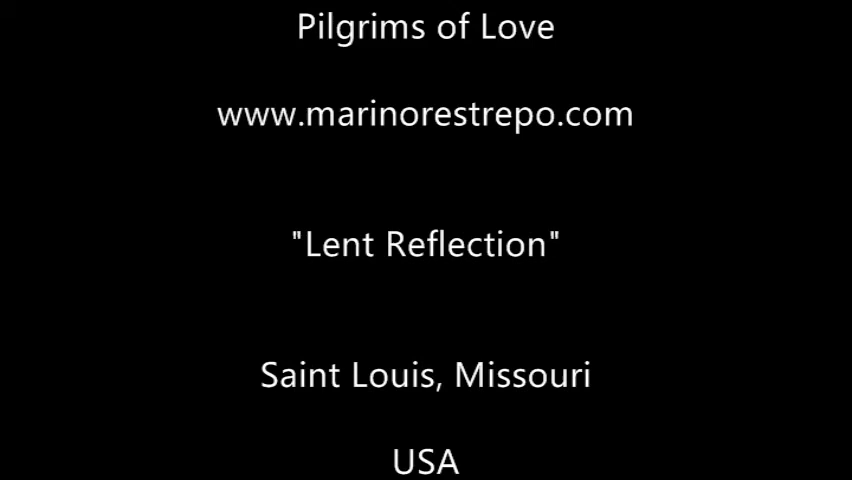 Pilgrims of Love
www.marinorestrepo.com
"Lent Reflection"
Saint Louis, Missouri
USA